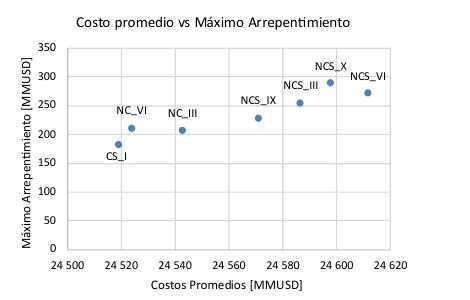 Costo promedio vs Máximo Arrepentimiento
Máximo Arrepentimiento [MMUSD]
350
300
250
200
150
100
50
0
NCS_X
NCS_VI
NCS_III
NCS_IX
NC_VI
NC_III
CS_I
24 500 24 520 24 540 24 560 24 580 24 600 24 620
Costos Promedios [MMUSD]